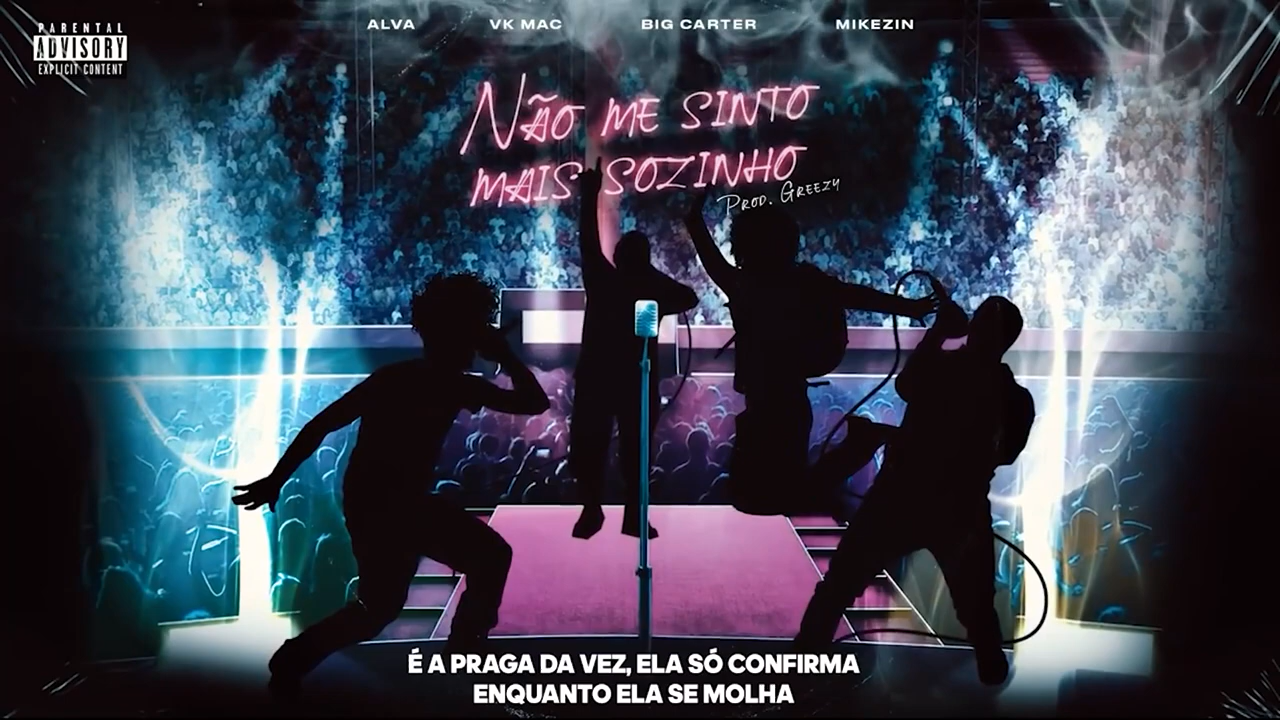 PARENTAL
ADVISORY
EXPLICIT CONTENT
ALVA VK MAC BIG CARTER MIKEZIN
NÃO ME SINTO
MAIS SOZINHO
PROD. GREEZY
É A PRAGA DA VEZ, ELA SÓ CONFIRMA
ENQUANTO ELA SE MOLHA